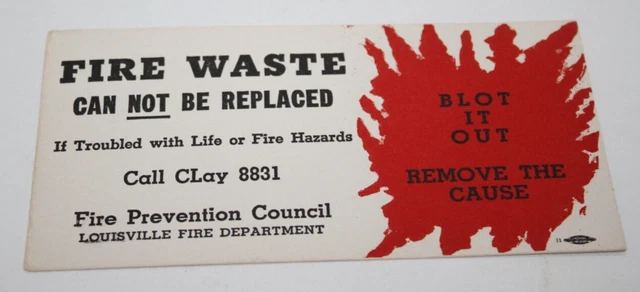 FIRE WASTE
CAN NOT BE REPLACED
If Troubled with Life or Fire Hazards
Call CLay 8831
Fire Prevention Council
LOUISVILLE FIRE DEPARTMENT
BLOT
IT
OUT
REMOVE THE
CAUSE